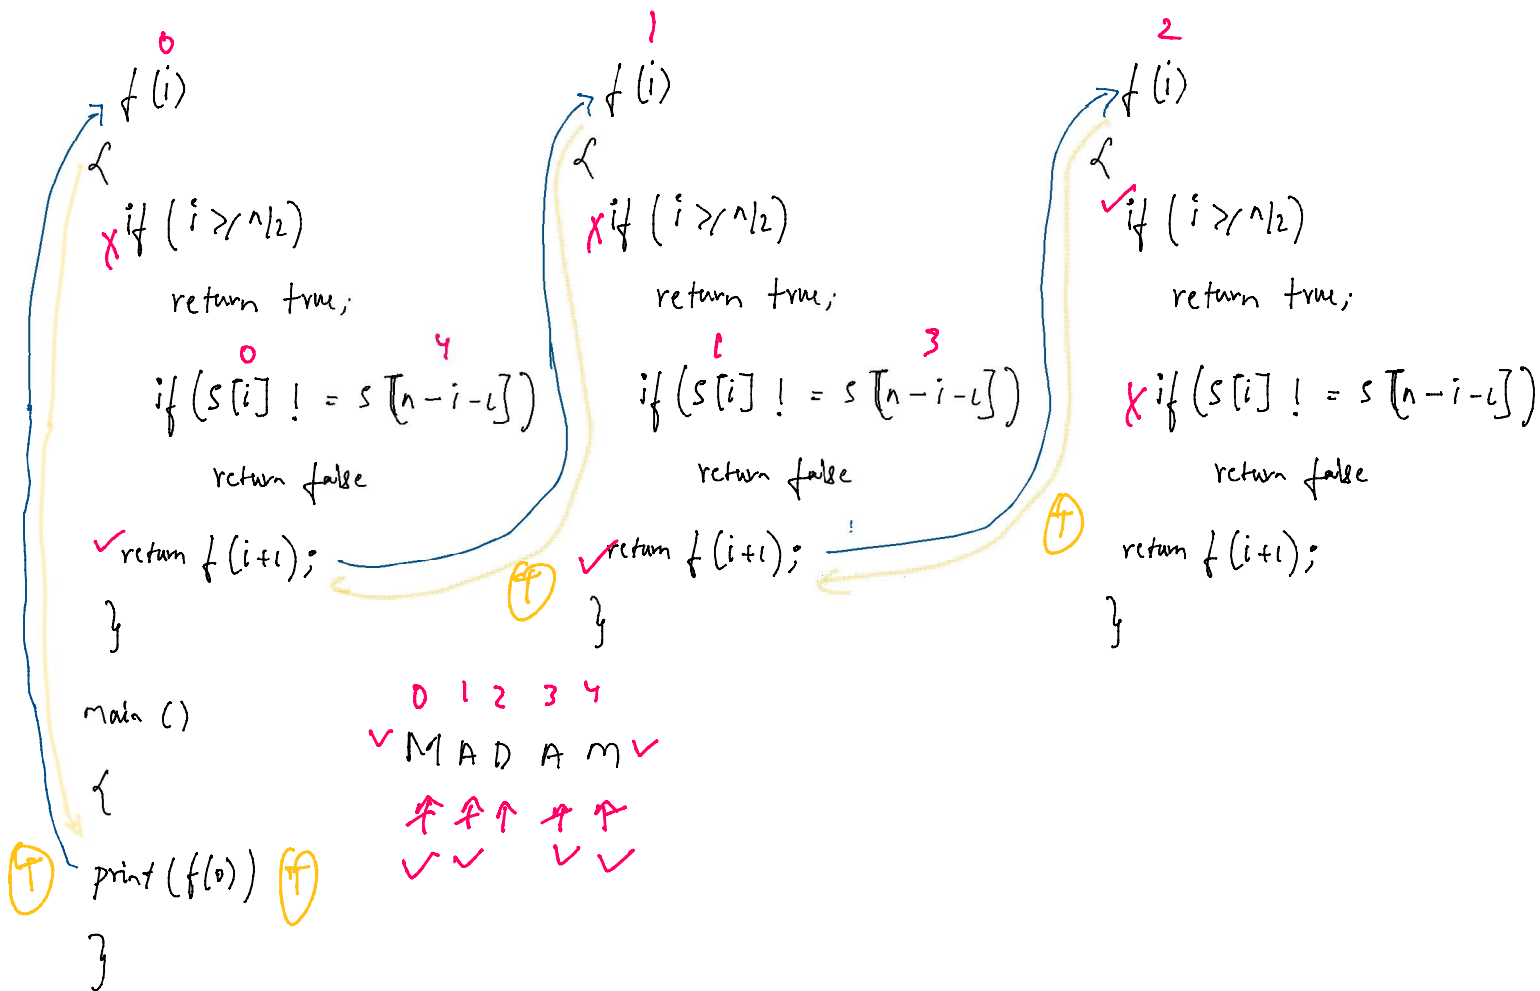 0
f(i)
{
if (i >= n/2)
return true;
0 4
if (s[i] != s[n-i-1])
return false
return f(i+1);
}
main ()
{
print (f(0))
}
1
f(i)
{
if (i >= n/2)
return true;
1 3
if (s[i] != s[n-i-1])
return false
return f(i+1);
}
2
f(i)
{
if (i >= n/2)
return true;
if (s[i] != s[n-i-1])
return false
return f(i+1);
}
0 1 2 3 4
M A D A M
T
T
T
T